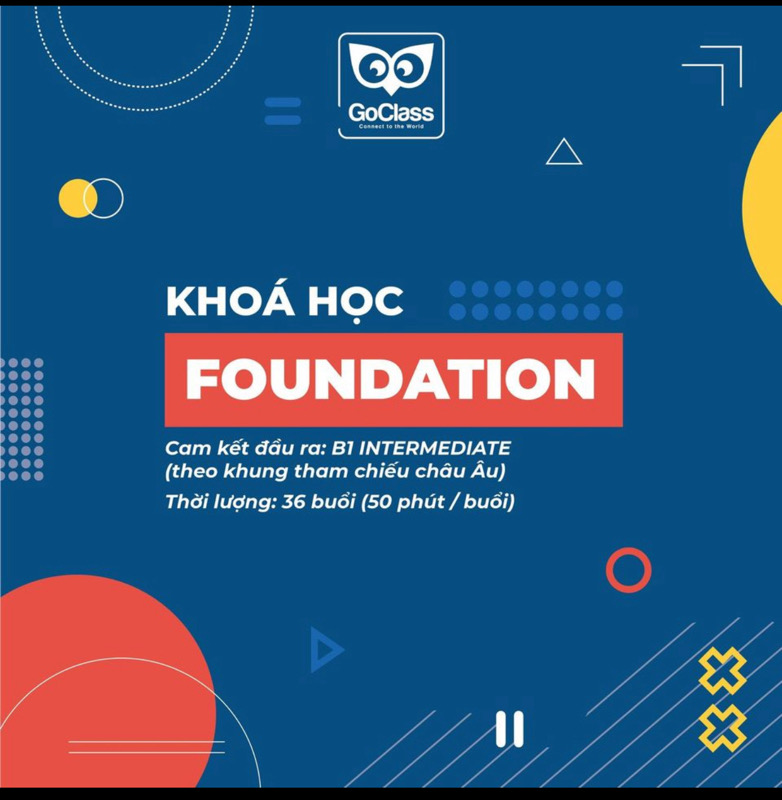 GoClass
Connect to the World
KHOÁ HỌC
FOUNDATION
Cam kết đầu ra: B1 INTERMEDIATE
(theo khung tham chiếu châu Âu)
Thời lượng: 36 buổi (50 phút / buổi)